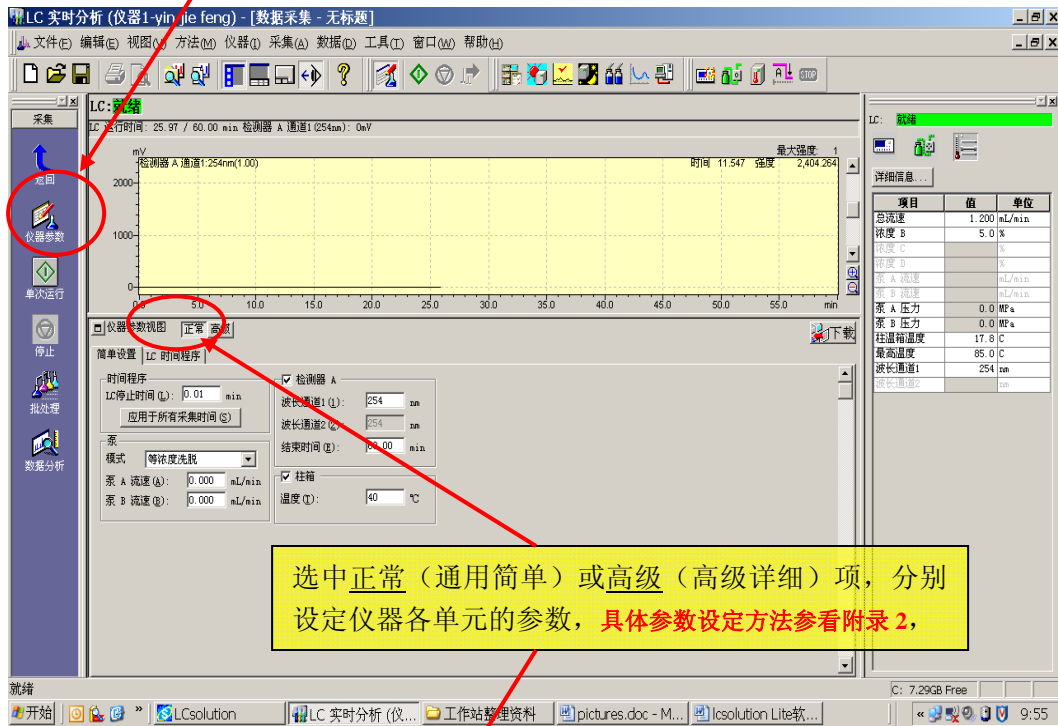 LC 实时分析 (仪器1-yingjie feng) - [数据采集 - 无标题]
文件(F) 编辑(E) 视图(V) 方法(M) 仪器(I) 采集(A) 数据(D) 工具(T) 窗口(W) 帮助(H)
采集
返回
仪器参数
单次运行
停止
批处理
数据分析
LC:就绪
LC 运行时间: 25.97 / 60.00 min 检测器 A 通道1(254nm): 0mV
mV
最大强度: 1
检测器 A 通道1:254nm(1.00)
时间 11.547 强度 2,404.264
2000
1000
0
0.0 5.0 10.0 15.0 20.0 25.0 30.0 35.0 40.0 45.0 50.0 55.0 min
仪器参数视图 正常 高级
下载
简单设置 LC 时间程序
时间程序
LC停止时间(L): 0.01 min
应用于所有采集时间(S)
泵
模式 等浓度洗脱
泵 A 流速(A): 0.000 mL/min
泵 B 流速(B): 0.000 mL/min
检测器 A
波长通道1(1): 254 nm
波长通道2(2): 254 nm
结束时间(E): 60.00 min
柱箱
温度(T): 40 ℃
LC: 就绪
详细信息...
项目 值 单位
总流速 1.200 mL/min
浓度 B 5.0 %
浓度 C %
浓度 D %
泵 A 流速 mL/min
泵 B 流速 mL/min
泵 A 压力 0.0 MPa
泵 B 压力 0.0 MPa
柱温箱温度 17.8 C
最高温度 85.0 C
波长通道1 254 nm
波长通道2 nm
选中正常（通用简单）或高级（高级详细）项，分别
设定仪器各单元的参数，具体参数设定方法参看附录 2，
就绪
C: 7.29GB Free
开始 LCsolution LC 实时分析 (仪... 工作站整理资料 pictures.doc - M... lcsolution Lite软... 9:55